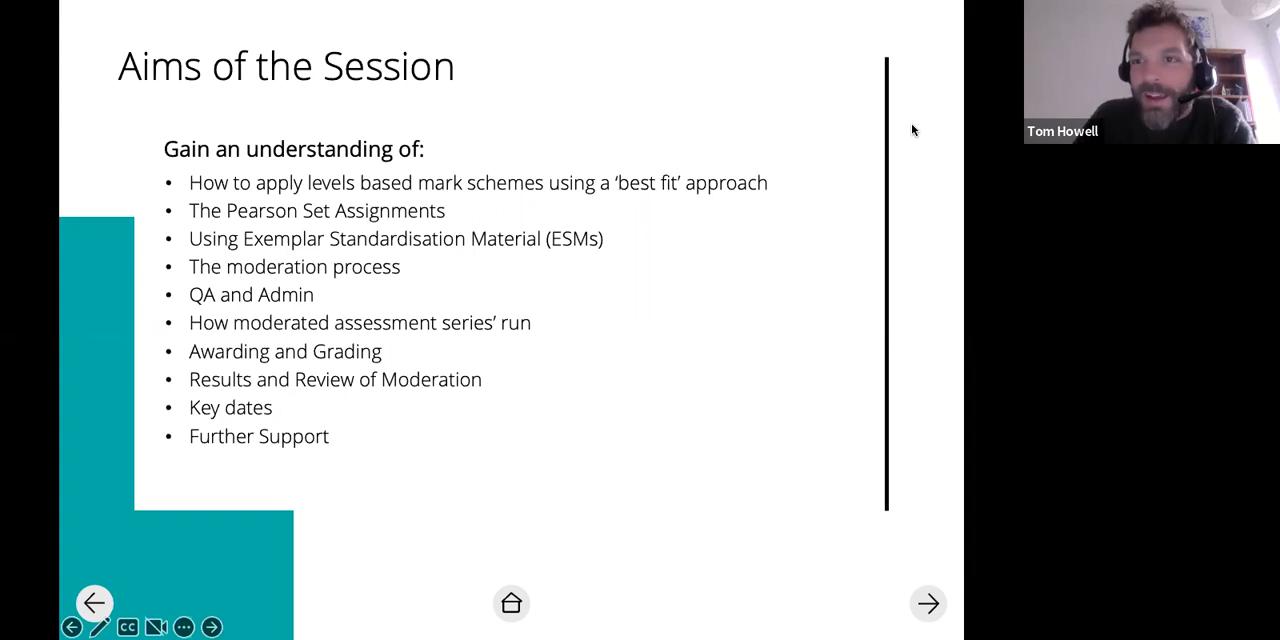 Aims of the Session
Gain an understanding of:
• How to apply levels based mark schemes using a ‘best fit’ approach
• The Pearson Set Assignments
• Using Exemplar Standardisation Material (ESMs)
• The moderation process
• QA and Admin
• How moderated assessment series’ run
• Awarding and Grading
• Results and Review of Moderation
• Key dates
• Further Support
CC
Tom Howell